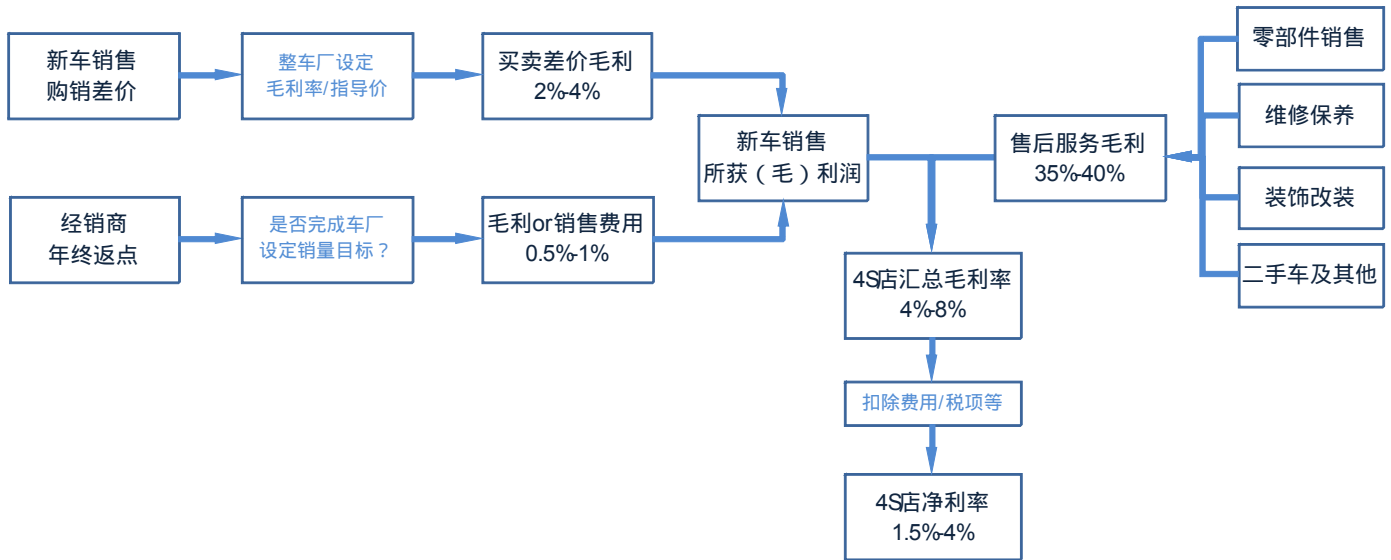 新车销售
购销差价
整车厂设定
毛利率/指导价
买卖差价毛利
2%-4%
经销商
年终返点
是否完成车厂
设定销量目标？
毛利or销售费用
0.5%-1%
新车销售
所获（毛）利润
售后服务毛利
35%-40%
零部件销售
维修保养
装饰改装
二手车及其他
4S店汇总毛利率
4%-8%
扣除费用/税项等
4S店净利率
1.5%-4%